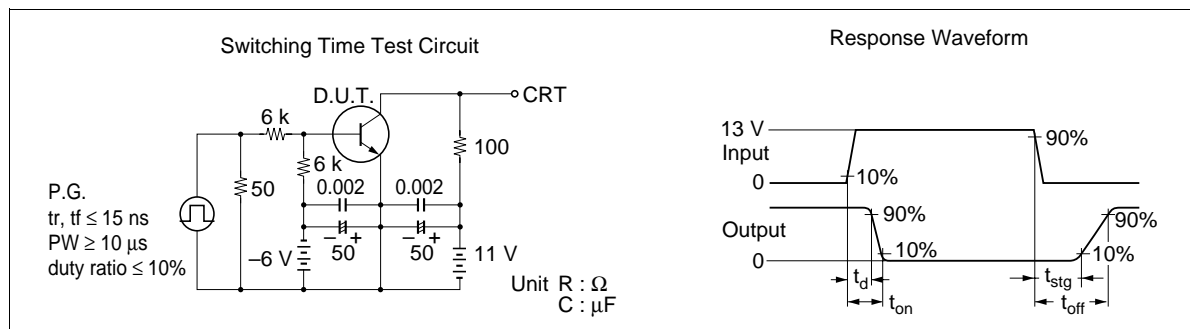 Switching Time Test Circuit
D.U.T.
CRT
6 k
6 k
100
50
0.002 0.002
P.G.
tr, tf ≤ 15 ns
PW ≥ 10 μs
duty ratio ≤ 10%
– + – +
50 50
–6 V
11 V
Unit R : Ω
C : μF
Response Waveform
13 V
Input
0
90%
10%
Output
0
90%
10%
90%
10%
td
ton
tstg
toff